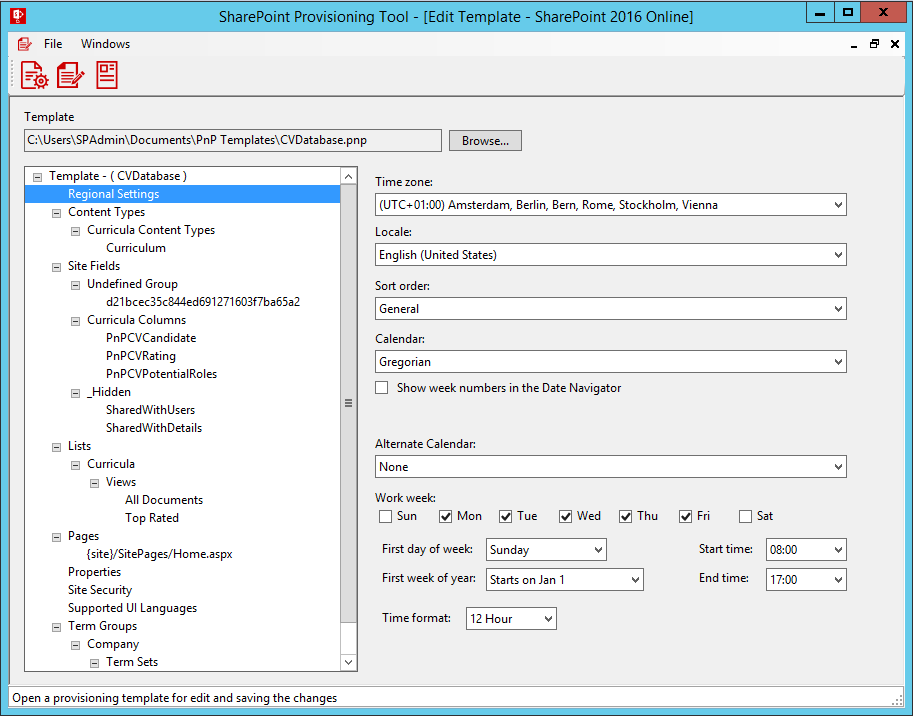 SharePoint Provisioning Tool - [Edit Template - SharePoint 2016 Online]
File Windows
Template
C:\Users\SPAdmin\Documents\PnP Templates\CVDatabase.pnp Browse...
Template - ( CVDatabase )
Regional Settings
Content Types
Curricula Content Types
Curriculum
Site Fields
Undefined Group
d21bcec35c844ed691271603f7ba65a2
Curricula Columns
PnPCVCandidate
PnPCVRating
PnPCVPotentialRoles
_Hidden
SharedWithUsers
SharedWithDetails
Lists
Curricula
Views
All Documents
Top Rated
Pages
{site}/SitePages/Home.aspx
Properties
Site Security
Supported UI Languages
Term Groups
Company
Term Sets
Time zone:
(UTC+01:00) Amsterdam, Berlin, Bern, Rome, Stockholm, Vienna
Locale:
English (United States)
Sort order:
General
Calendar:
Gregorian
Show week numbers in the Date Navigator
Alternate Calendar:
None
Work week:
Sun Mon Tue Wed Thu Fri Sat
First day of week: Sunday Start time: 08:00
First week of year: Starts on Jan 1 End time: 17:00
Time format: 12 Hour
Open a provisioning template for edit and saving the changes